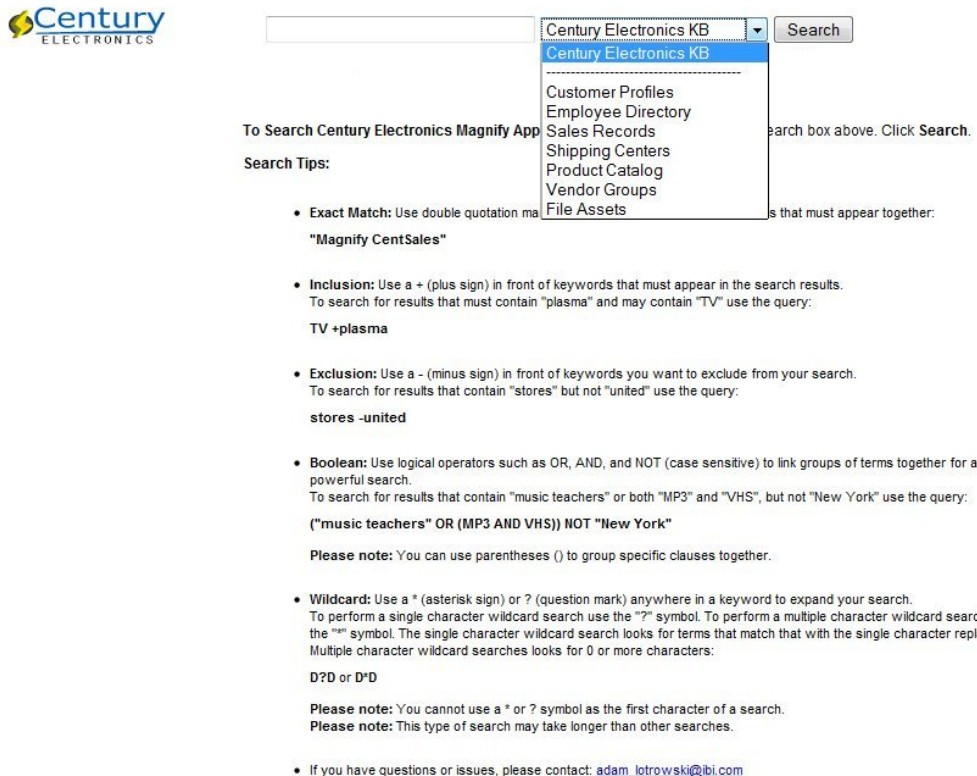 Century
ELECTRONICS
Century Electronics KB
Search
Century Electronics KB
-----------------------------------------
Customer Profiles
Employee Directory
Sales Records
Shipping Centers
Product Catalog
Vendor Groups
File Assets
To Search Century Electronics Magnify App earch box above. Click Search.
Search Tips:
• Exact Match: Use double quotation ma s that must appear together:
"Magnify CentSales"
• Inclusion: Use a + (plus sign) in front of keywords that must appear in the search results.
To search for results that must contain "plasma" and may contain "TV" use the query:
TV +plasma
• Exclusion: Use a - (minus sign) in front of keywords you want to exclude from your search.
To search for results that contain "stores" but not "united" use the query:
stores -united
• Boolean: Use logical operators such as OR, AND, and NOT (case sensitive) to link groups of terms together for a
powerful search.
To search for results that contain "music teachers" or both "MP3" and "VHS", but not "New York" use the query:
("music teachers" OR (MP3 AND VHS)) NOT "New York"
Please note: You can use parentheses () to group specific clauses together.
• Wildcard: Use a * (asterisk sign) or ? (question mark) anywhere in a keyword to expand your search.
To perform a single character wildcard search use the "?" symbol. To perform a multiple character wildcard searc
the "*" symbol. The single character wildcard search looks for terms that match that with the single character repl
Multiple character wildcard searches looks for 0 or more characters:
D?D or D*D
Please note: You cannot use a * or ? symbol as the first character of a search.
Please note: This type of search may take longer than other searches.
• If you have questions or issues, please contact: adam_lotrowski@ibi.com